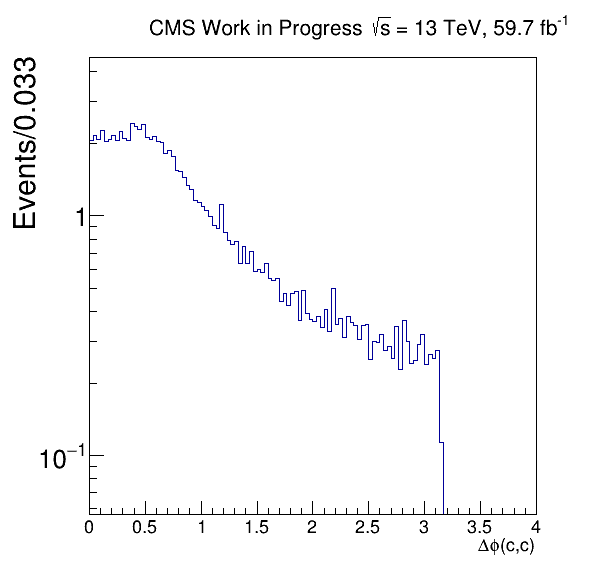 CMS Work in Progress √s = 13 TeV, 59.7 fb⁻¹
Events/0.033
1
10⁻¹
0 0.5 1 1.5 2 2.5 3 3.5 4
Δϕ(c,c)